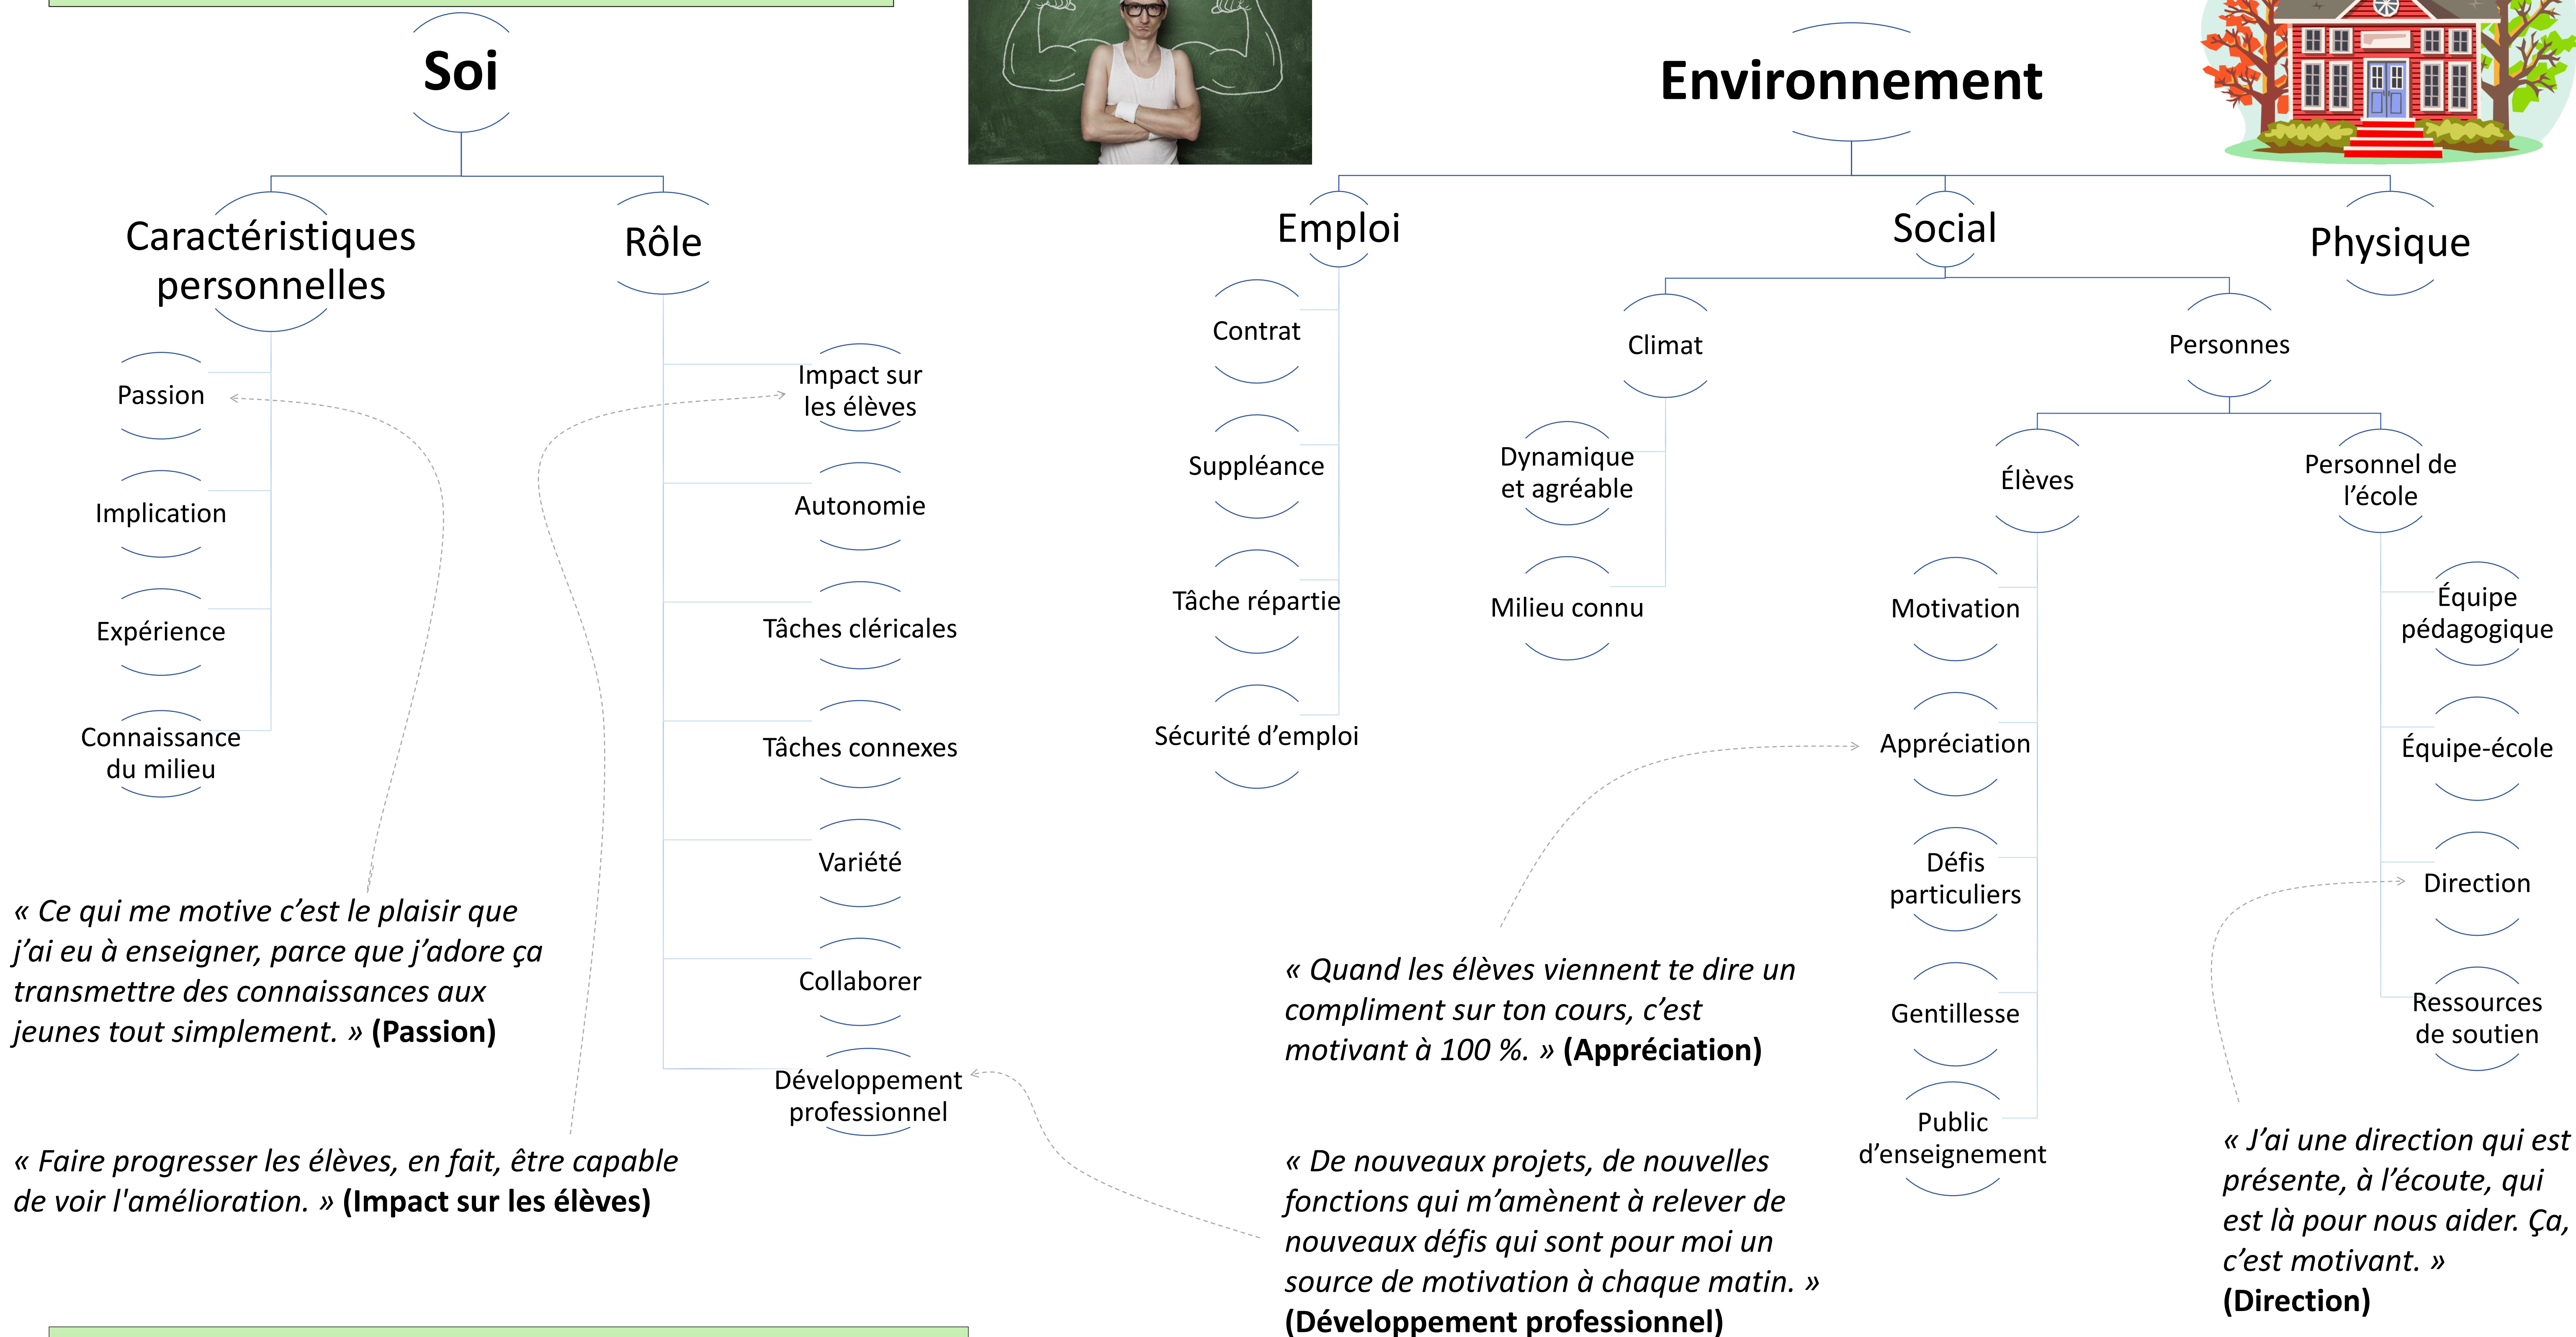 Soi
Caractéristiques
personnelles
Rôle
Passion
Implication
Expérience
Connaissance
du milieu
Impact sur
les élèves
Autonomie
Tâches cléricales
Tâches connexes
Variété
Collaborer
Développement
professionnel
« Ce qui me motive c’est le plaisir que
j’ai eu à enseigner, parce que j’adore ça
transmettre des connaissances aux
jeunes tout simplement. » (Passion)
« Faire progresser les élèves, en fait, être capable
de voir l'amélioration. » (Impact sur les élèves)
Environnement
Emploi
Social
Physique
Contrat
Suppléance
Tâche répartie
Sécurité d’emploi
Climat
Personnes
Dynamique
et agréable
Milieu connu
Élèves
Personnel de
l’école
Motivation
Appréciation
Défis
particuliers
Gentillesse
Public
d’enseignement
Équipe
pédagogique
Équipe-école
Direction
Ressources
de soutien
« Quand les élèves viennent te dire un
compliment sur ton cours, c’est
motivant à 100 %. » (Appréciation)
« De nouveaux projets, de nouvelles
fonctions qui m’amènent à relever de
nouveaux défis qui sont pour moi un
source de motivation à chaque matin. »
(Développement professionnel)
« J’ai une direction qui est
présente, à l’écoute, qui
est là pour nous aider. Ça,
c’est motivant. »
(Direction)